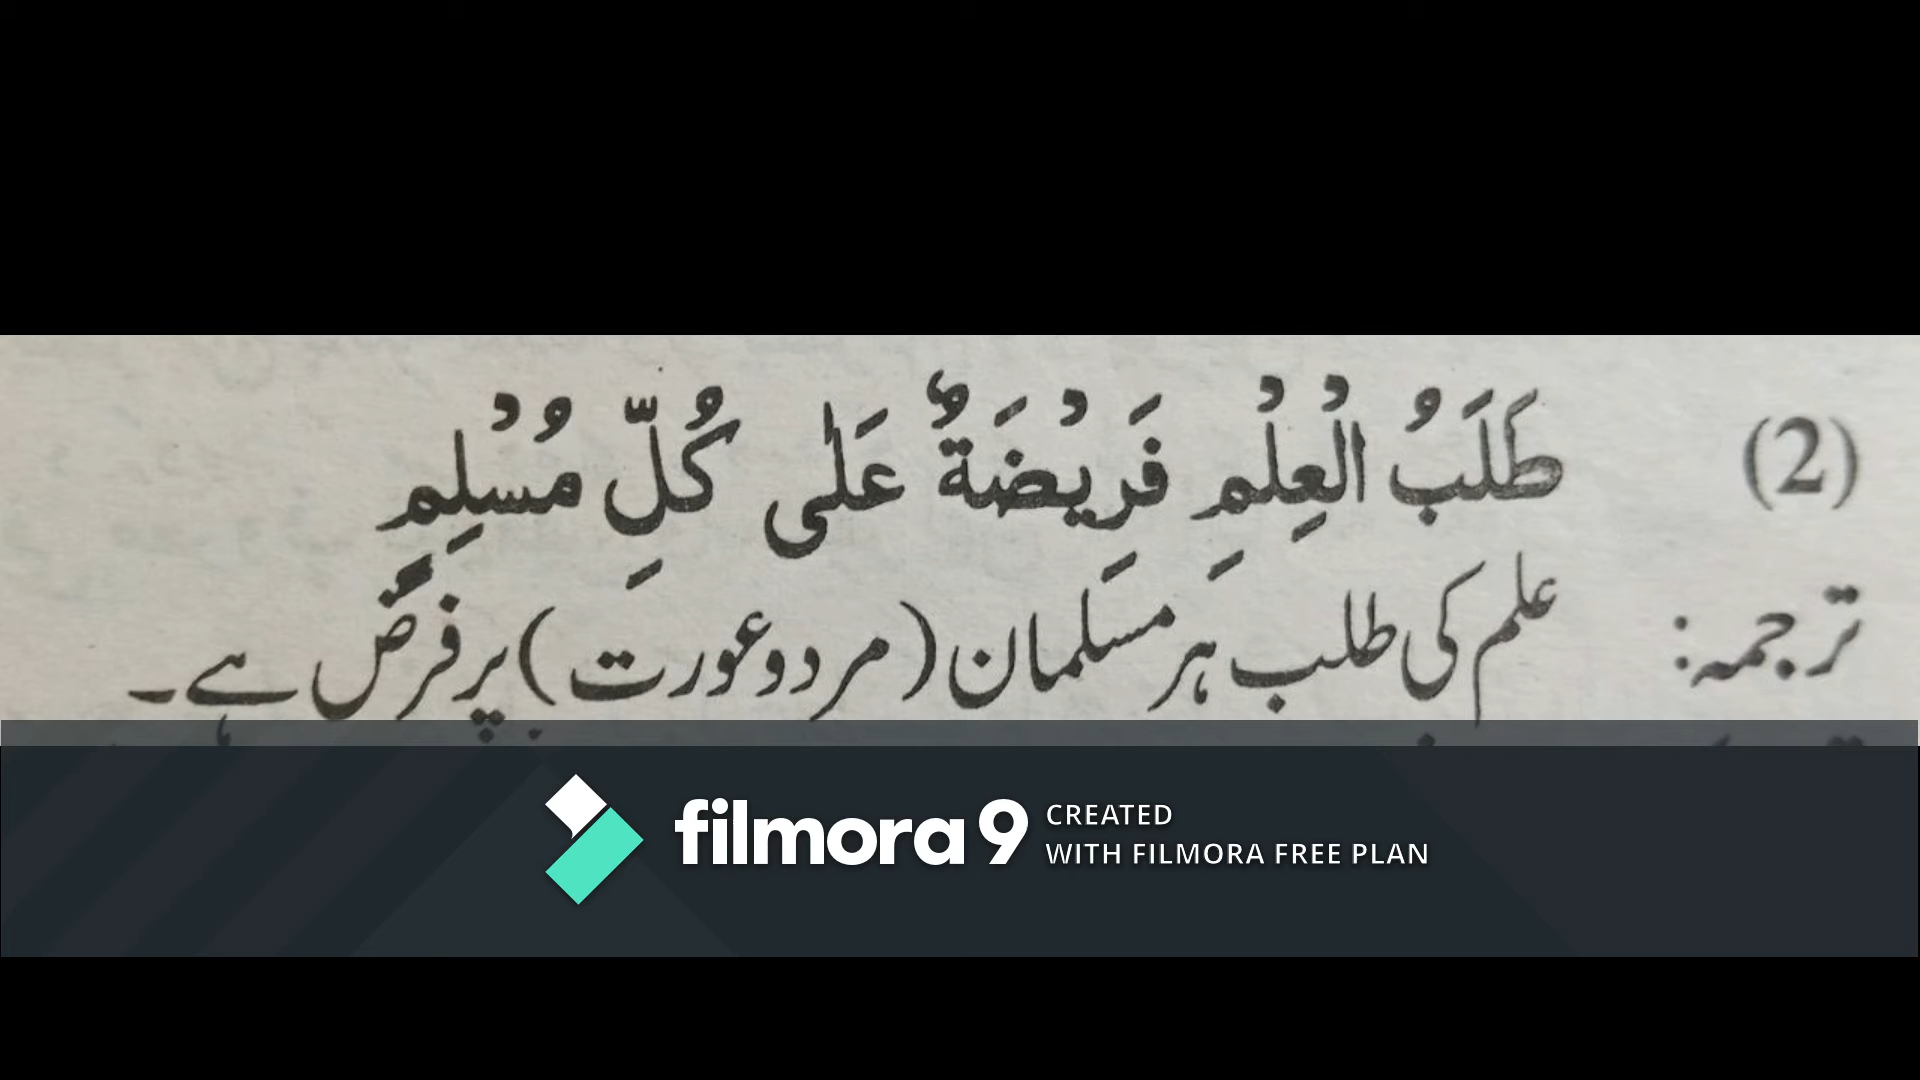 (2) طَلَبُ الْعِلْمِ فَرِيْضَةٌ عَلٰى كُلِّ مُسْلِمٍ
ترجمہ: علم کی طلب ہر مسلمان (مرد و عورت) پر فرض ہے۔
filmora 9 CREATED
WITH FILMORA FREE PLAN